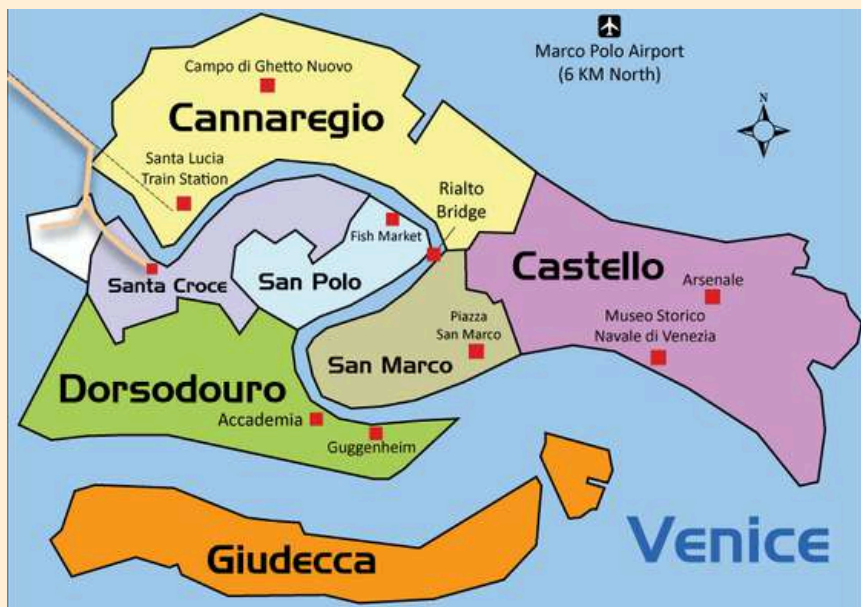 Marco Polo Airport
(6 KM North)
N
Campo di Ghetto Nuovo
Cannaregio
Santa Lucia
Train Station
Rialto
Bridge
Fish Market
Santa Croce
San Polo
Castello
Arsenale
Museo Storico
Navale di Venezia
Piazza
San Marco
San Marco
Dorsodouro
Accademia
Guggenheim
Giudecca
Venice